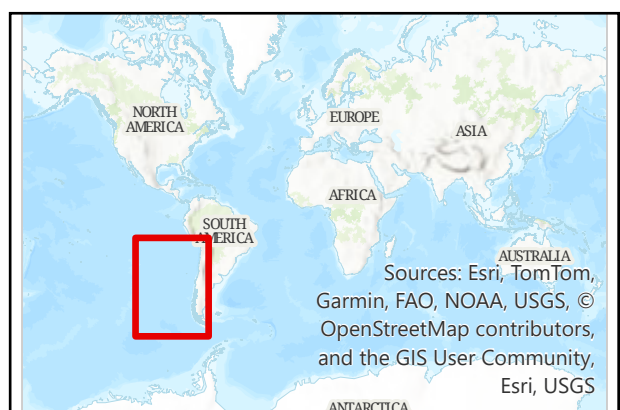 NORTH
AMERICA
EUROPE
ASIA
AFRICA
SOUTH
AMERICA
AUSTRALIA
Sources: Esri, TomTom,
Garmin, FAO, NOAA, USGS, ©
OpenStreetMap contributors,
and the GIS User Community,
Esri, USGS
ANTARCTICA